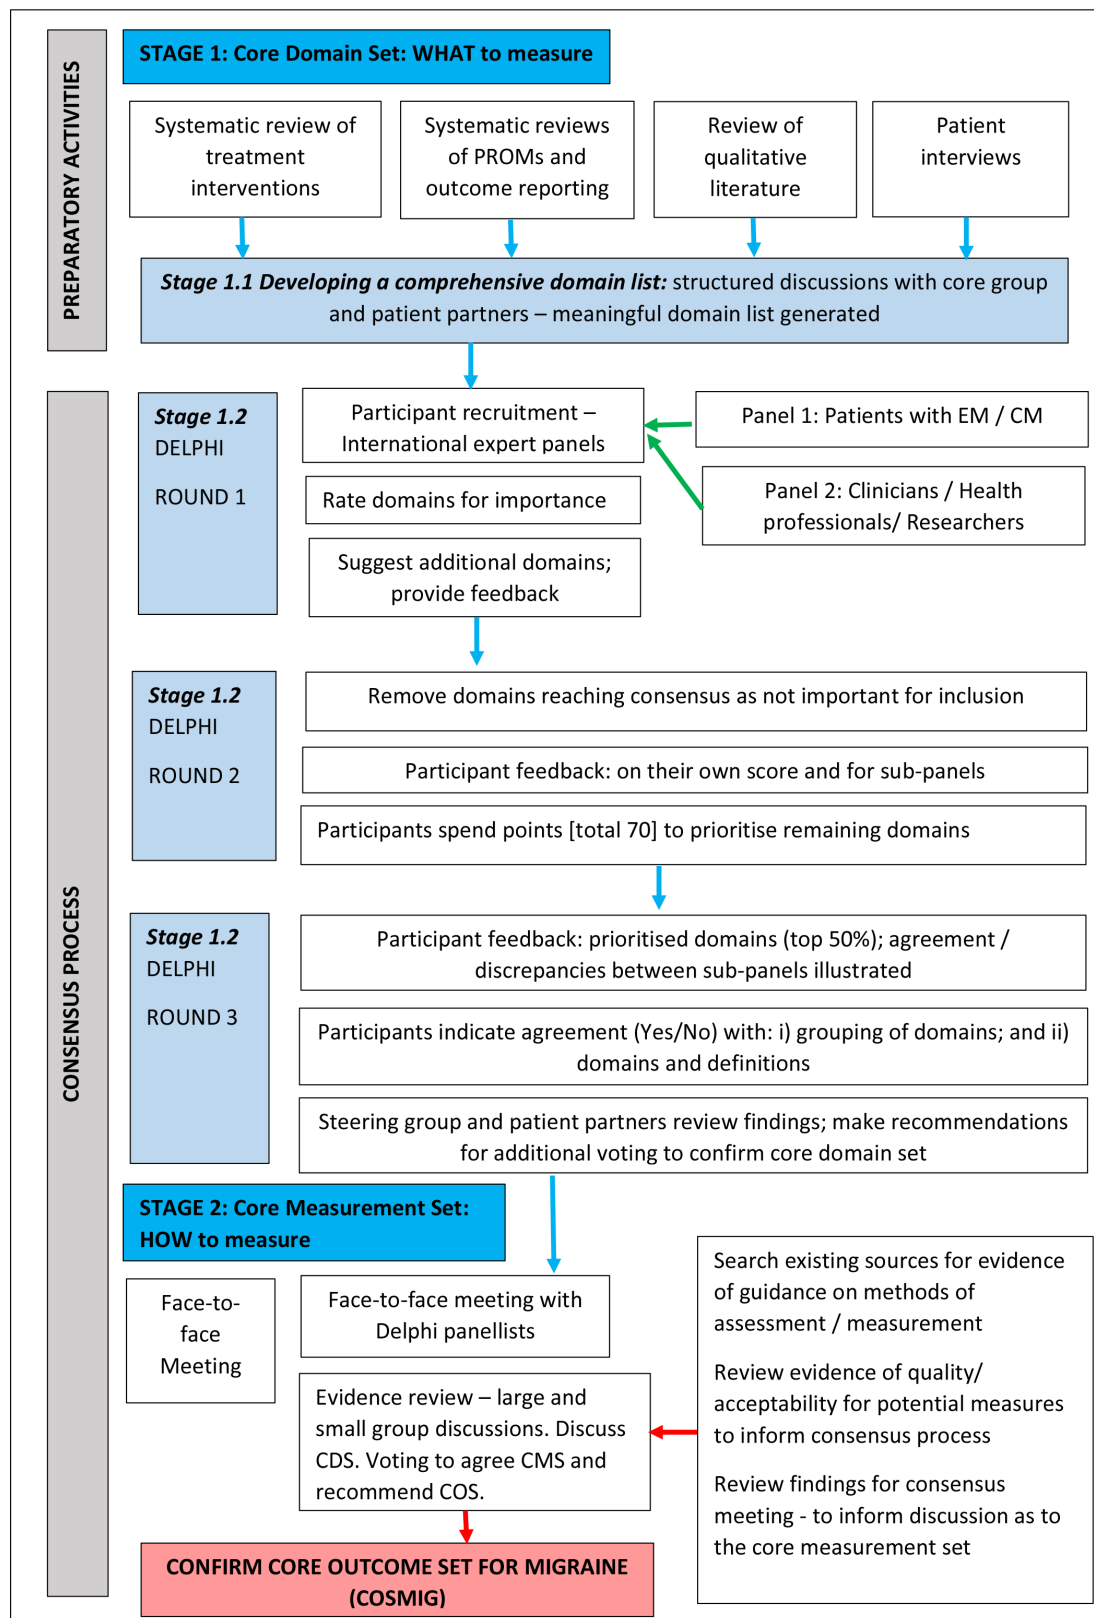 PREPARATORY ACTIVITIES
STAGE 1: Core Domain Set: WHAT to measure
Systematic review of
treatment
interventions
Systematic reviews
of PROMs and
outcome reporting
Review of
qualitative
literature
Patient
interviews
Stage 1.1 Developing a comprehensive domain list: structured discussions with core group
and patient partners – meaningful domain list generated
CONSENSUS PROCESS
Stage 1.2
DELPHI
ROUND 1
Participant recruitment –
International expert panels
Panel 1: Patients with EM / CM
Panel 2: Clinicians / Health
professionals/ Researchers
Rate domains for importance
Suggest additional domains;
provide feedback
Stage 1.2
DELPHI
ROUND 2
Remove domains reaching consensus as not important for inclusion
Participant feedback: on their own score and for sub-panels
Participants spend points [total 70] to prioritise remaining domains
Stage 1.2
DELPHI
ROUND 3
Participant feedback: prioritised domains (top 50%); agreement /
discrepancies between sub-panels illustrated
Participants indicate agreement (Yes/No) with: i) grouping of domains; and ii)
domains and definitions
Steering group and patient partners review findings; make recommendations
for additional voting to confirm core domain set
STAGE 2: Core Measurement Set:
HOW to measure
Face-to-
face
Meeting
Face-to-face meeting with
Delphi panellists
Evidence review – large and
small group discussions. Discuss
CDS. Voting to agree CMS and
recommend COS.
Search existing sources for evidence
of guidance on methods of
assessment / measurement
Review evidence of quality/
acceptability for potential measures
to inform consensus process
Review findings for consensus
meeting - to inform discussion as to
the core measurement set
CONFIRM CORE OUTCOME SET FOR MIGRAINE
(COSMIG)